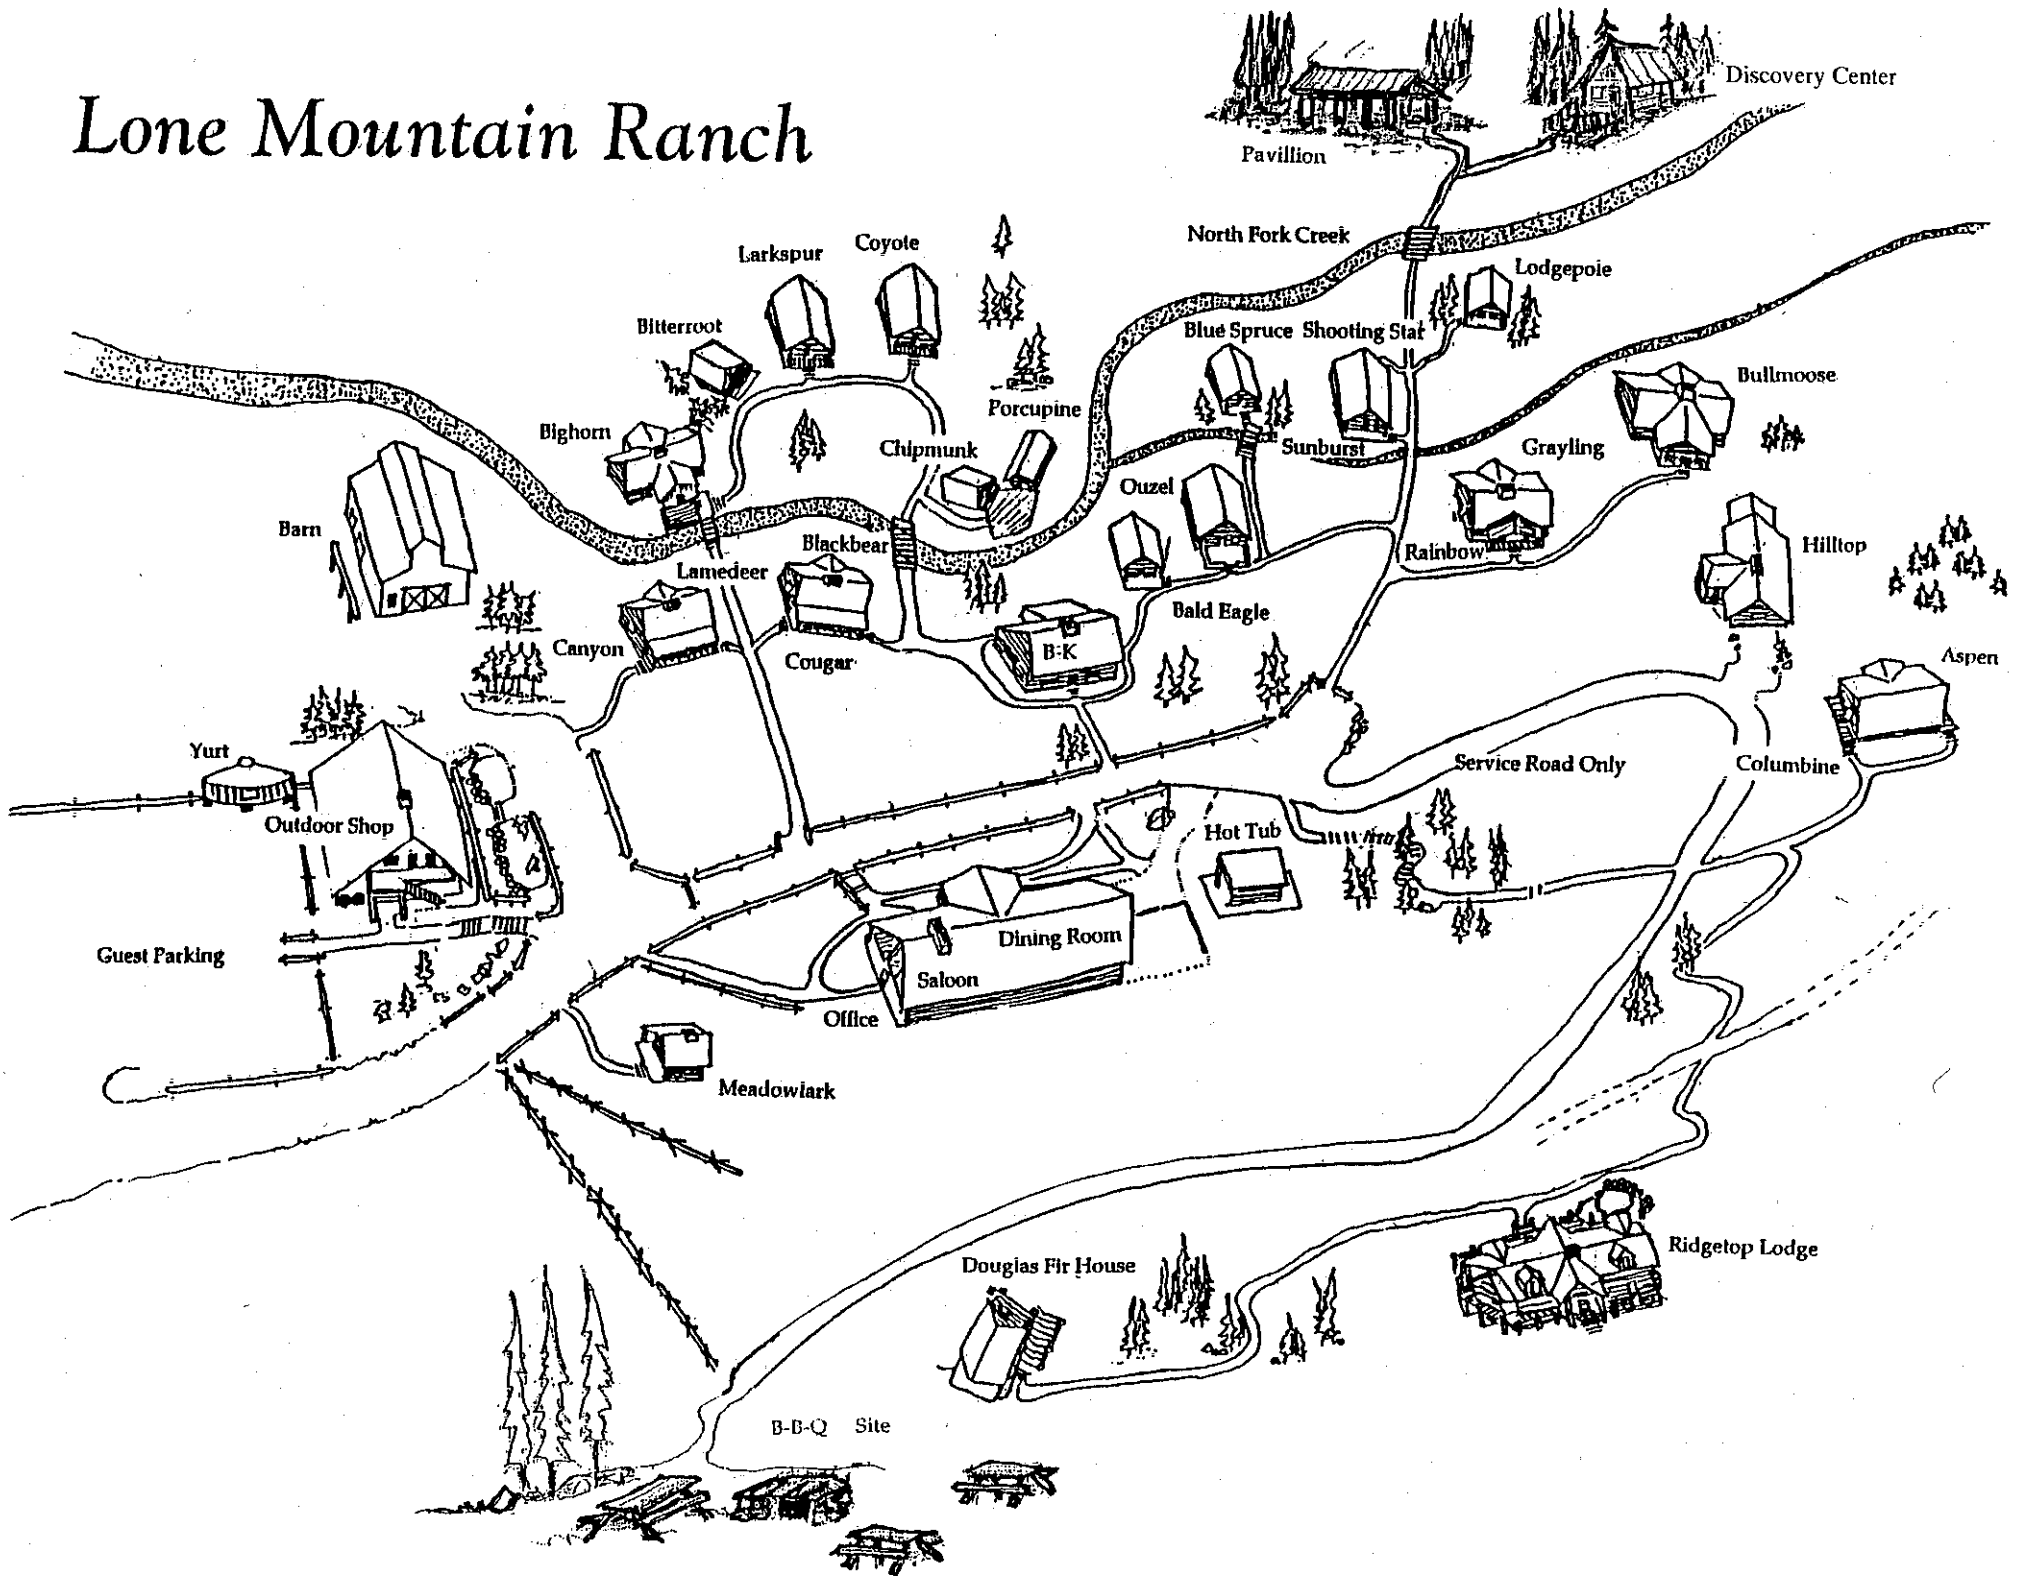 Lone Mountain Ranch
Discovery Center
Pavillion
North Fork Creek
Larkspur
Coyote
Lodgepole
Bitterroot
Blue Spruce
Shooting Star
Bullmoose
Porcupine
Bighorn
Chipmunk
Sunburst
Grayling
Ouzel
Barn
Blackbear
Rainbow
Hilltop
Lamedeer
Bald Eagle
Canyon
Cougar
B-K
Aspen
Yurt
Service Road Only
Columbine
Outdoor Shop
Hot Tub
Guest Parking
Dining Room
Saloon
Office
Meadowlark
Ridgetop Lodge
Douglas Fir House
B-B-Q Site